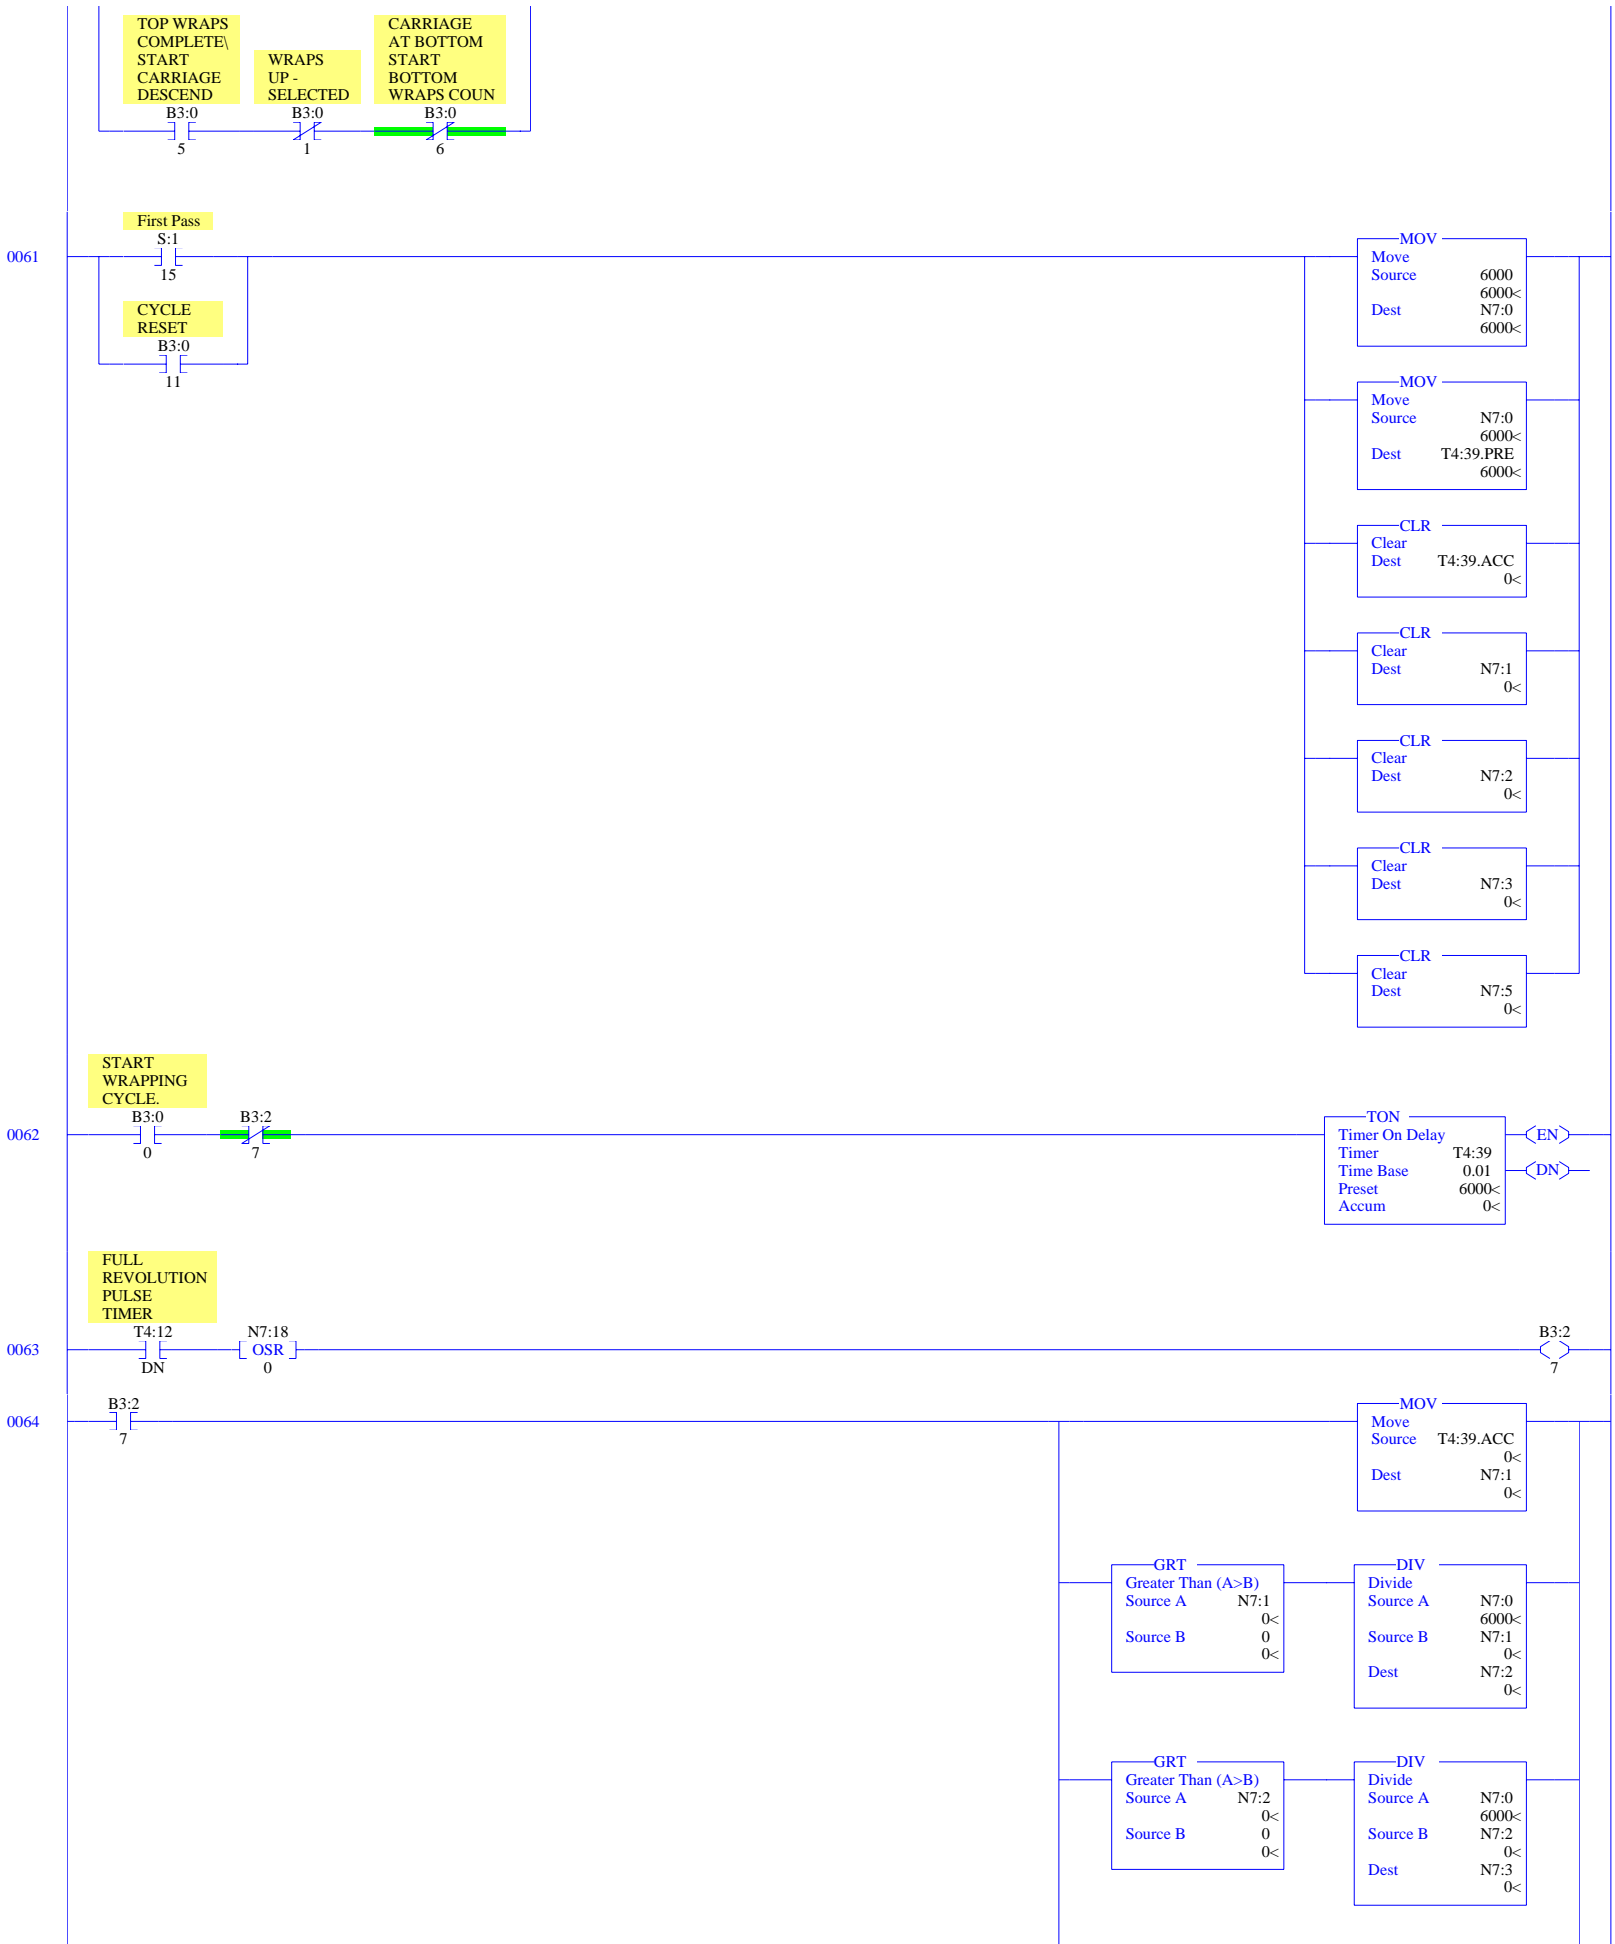 TOP WRAPS
COMPLETE\
START
CARRIAGE
DESCEND
B3:0
5
WRAPS
UP -
SELECTED
B3:0
1
CARRIAGE
AT BOTTOM
START
BOTTOM
WRAPS COUN
B3:0
6
0061
First Pass
S:1
15
CYCLE
RESET
B3:0
11
MOV
Move
Source 6000
6000<
Dest N7:0
6000<
MOV
Move
Source N7:0
6000<
Dest T4:39.PRE
6000<
CLR
Clear
Dest T4:39.ACC
0<
CLR
Clear
Dest N7:1
0<
CLR
Clear
Dest N7:2
0<
CLR
Clear
Dest N7:3
0<
CLR
Clear
Dest N7:5
0<
0062
START
WRAPPING
CYCLE.
B3:0
0
B3:2
7
TON
Timer On Delay
Timer T4:39
Time Base 0.01
Preset 6000<
Accum 0<
EN
DN
0063
FULL
REVOLUTION
PULSE
TIMER
T4:12
DN
N7:18
OSR
0
B3:2
7
0064
B3:2
7
MOV
Move
Source T4:39.ACC
0<
Dest N7:1
0<
GRT
Greater Than (A>B)
Source A N7:1
0<
Source B 0
0<
DIV
Divide
Source A N7:0
6000<
Source B N7:1
0<
Dest N7:2
0<
GRT
Greater Than (A>B)
Source A N7:2
0<
Source B 0
0<
DIV
Divide
Source A N7:0
6000<
Source B N7:2
0<
Dest N7:3
0<